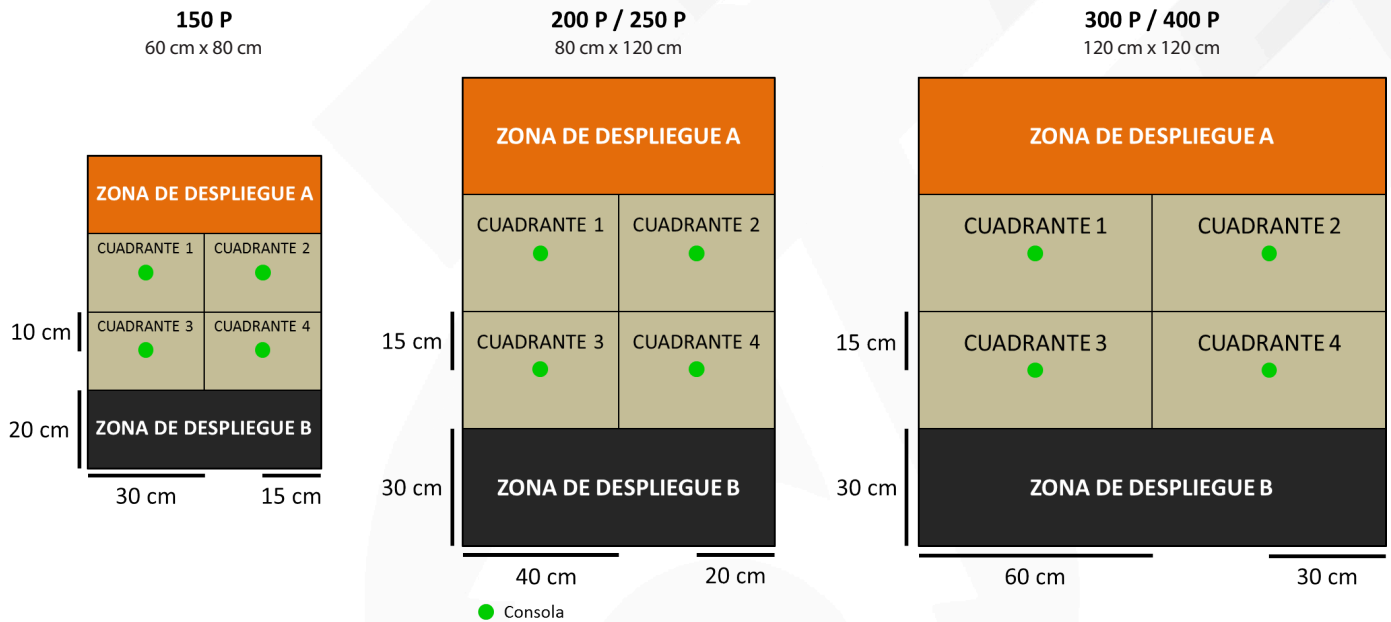 150 P
60 cm x 80 cm
ZONA DE DESPLIEGUE A
CUADRANTE 1
CUADRANTE 2
CUADRANTE 3
CUADRANTE 4
10 cm
20 cm
ZONA DE DESPLIEGUE B
30 cm
15 cm
200 P / 250 P
80 cm x 120 cm
ZONA DE DESPLIEGUE A
CUADRANTE 1
CUADRANTE 2
15 cm
CUADRANTE 3
CUADRANTE 4
30 cm
ZONA DE DESPLIEGUE B
40 cm
20 cm
Consola
300 P / 400 P
120 cm x 120 cm
ZONA DE DESPLIEGUE A
CUADRANTE 1
CUADRANTE 2
15 cm
CUADRANTE 3
CUADRANTE 4
30 cm
ZONA DE DESPLIEGUE B
60 cm
30 cm